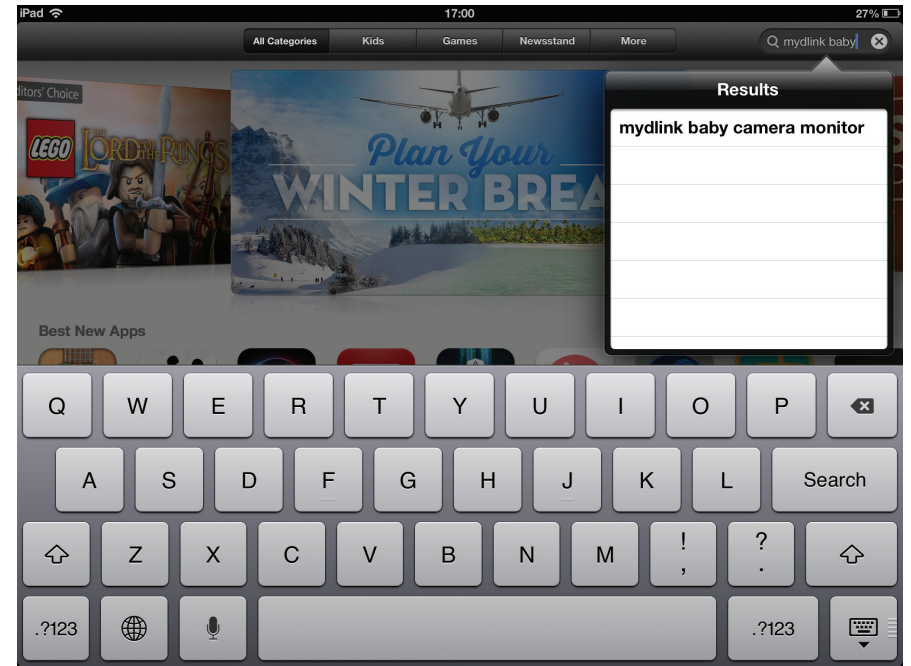 iPad 17:00 27%
All Categories Kids Games Newsstand More mydlink baby
ditors' Choice
Results
mydlink baby camera monitor
LEGO THE LORD OF THE RINGS
Plan Your
WINTER BREA
Best New Apps
Q W E R T Y U I O P
A S D F G H J K L Search
Z X C V B N M ! , ? .
.?123 .?123